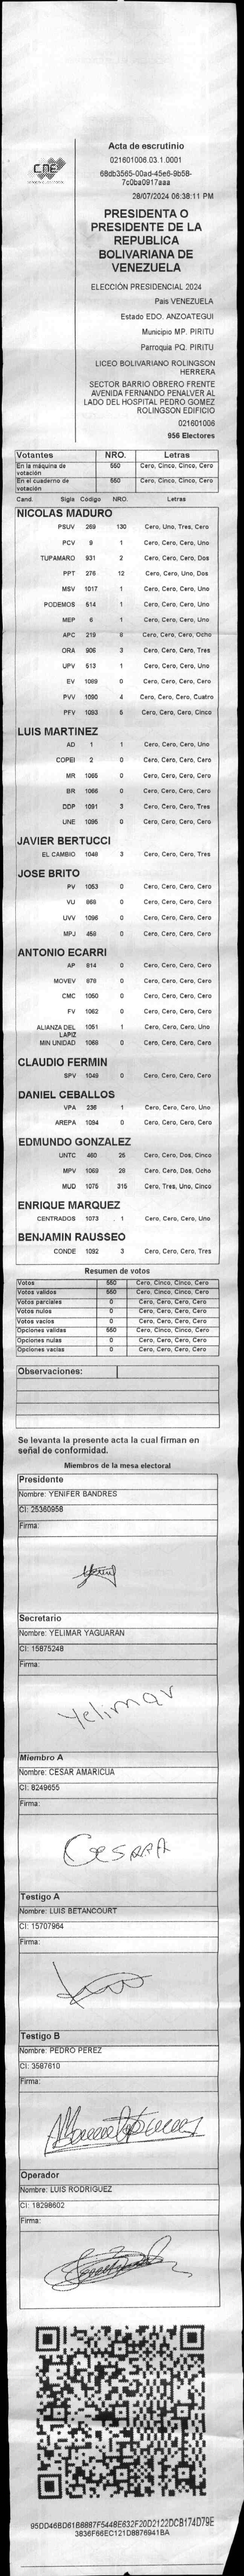 CNE
Acta de escrutinio
021601006.03.1.0001
68db3565-00ad-45e6-9b58-
7c0ba0917aaa
28/07/2024 06:38:11 PM
PRESIDENTA O
PRESIDENTE DE LA
REPUBLICA
BOLIVARIANA DE
VENEZUELA
ELECCIÓN PRESIDENCIAL 2024
Pais VENEZUELA
Estado EDO. ANZOATEGUI
Municipio MP. PIRITU
Parroquia PQ. PIRITU
LICEO BOLIVARIANO ROLINGSON
HERRERA
SECTOR BARRIO OBRERO FRENTE
AVENIDA FERNANDO PENALVER AL
LADO DEL HOSPITAL PEDRO GOMEZ
ROLINGSON EDIFICIO
021601006
956 Electores
Votantes NRO. Letras
En la máquina de votación 550 Cero, Cinco, Cinco, Cero
En el cuaderno de votación 550 Cero, Cinco, Cinco, Cero
Cand. Sigls Código NRO. Letras
NICOLAS MADURO
PSUV 269 130 Cero, Uno, Tres, Cero
PCV 9 1 Cero, Cero, Cero, Uno
TUPAMARO 931 2 Cero, Cero, Cero, Dos
PPT 276 12 Cero, Cero, Uno, Dos
MSV 1017 1 Cero, Cero, Cero, Uno
PODEMOS 514 1 Cero, Cero, Cero, Uno
MEP 6 1 Cero, Cero, Cero, Uno
APC 219 8 Cero, Cero, Cero, Ocho
ORA 906 3 Cero, Cero, Cero, Tres
UPV 513 1 Cero, Cero, Cero, Uno
EV 1089 0 Cero, Cero, Cero, Cero
PVV 1090 4 Cero, Cero, Cero, Cuatro
PFV 1093 5 Cero, Cero, Cero, Cinco
LUIS MARTINEZ
AD 1 1 Cero, Cero, Cero, Uno
COPEI 2 0 Cero, Cero, Cero, Cero
MR 1065 0 Cero, Cero, Cero, Cero
BR 1066 0 Cero, Cero, Cero, Cero
DDP 1091 3 Cero, Cero, Cero, Tres
UNE 1095 0 Cero, Cero, Cero, Cero
JAVIER BERTUCCI
EL CAMBIO 1048 3 Cero, Cero, Cero, Tres
JOSE BRITO
PV 1053 0 Cero, Cero, Cero, Cero
VU 868 0 Cero, Cero, Cero, Cero
UVV 1096 0 Cero, Cero, Cero, Cero
MPJ 458 0 Cero, Cero, Cero, Cero
ANTONIO ECARRI
AP 814 0 Cero, Cero, Cero, Cero
MOVEV 878 0 Cero, Cero, Cero, Cero
CMC 1050 0 Cero, Cero, Cero, Cero
FV 1062 0 Cero, Cero, Cero, Cero
ALIANZA DEL LAPIZ 1051 1 Cero, Cero, Cero, Uno
MIN UNIDAD 1068 0 Cero, Cero, Cero, Cero
CLAUDIO FERMIN
SPV 1049 0 Cero, Cero, Cero, Cero
DANIEL CEBALLOS
VPA 236 1 Cero, Cero, Cero, Uno
AREPA 1094 0 Cero, Cero, Cero, Cero
EDMUNDO GONZALEZ
UNTC 460 25 Cero, Cero, Dos, Cinco
MPV 1069 28 Cero, Cero, Dos, Ocho
MUD 1075 315 Cero, Tres, Uno, Cinco
ENRIQUE MARQUEZ
CENTRADOS 1073 1 Cero, Cero, Cero, Uno
BENJAMIN RAUSSEO
CONDE 1092 3 Cero, Cero, Cero, Tres
Resumen de votos
Votos 550 Cero, Cinco, Cinco, Cero
Votos validos 550 Cero, Cinco, Cinco, Cero
Votos parciales 0 Cero, Cero, Cero, Cero
Votos nulos 0 Cero, Cero, Cero, Cero
Votos vacios 0 Cero, Cero, Cero, Cero
Opciones validas 550 Cero, Cinco, Cinco, Cero
Opciones nulas 0 Cero, Cero, Cero, Cero
Opciones vacias 0 Cero, Cero, Cero, Cero
Observaciones:
Se levanta la presente acta la cual firman en
señal de conformidad.
Miembros de la mesa electoral
Presidente
Nombre: YENIFER BANDRES
CI: 25360958
Firma:
Secretario
Nombre: YELIMAR YAGUARAN
CI: 15875248
Firma:
Yelimar
Miembro A
Nombre: CESAR AMARICUA
CI: 8249655
Firma:
Testigo A
Nombre: LUIS BETANCOURT
CI: 15707964
Firma:
Testigo B
Nombre: PEDRO PEREZ
CI: 3587610
Firma:
Operador
Nombre: LUIS RODRIGUEZ
CI: 18298602
Firma:
95DD46BD61B8887F5448E632F20D2122DCB174D79E
3836F66EC121D8876941BA